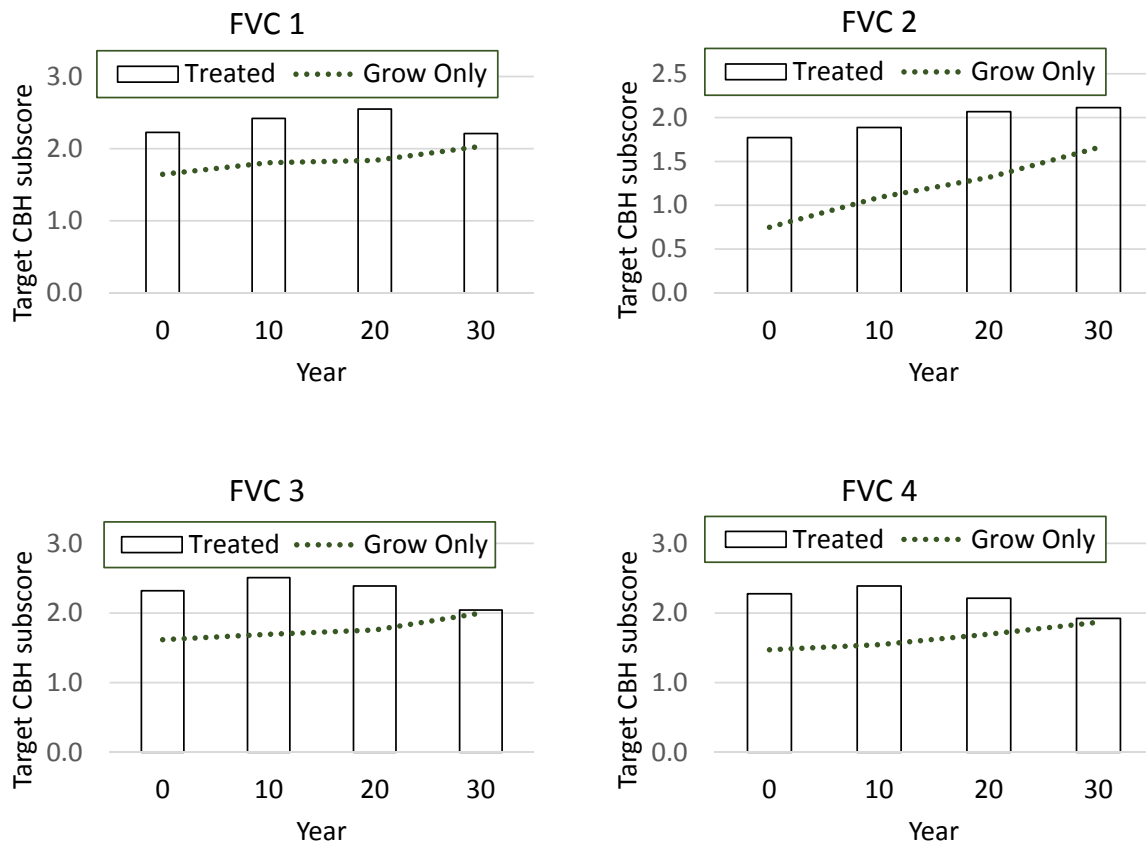 FVC 1
Treated Grow Only
Target CBH subscore
3.0
2.0
1.0
0.0
0 10 20 30
Year
FVC 2
Treated Grow Only
Target CBH subscore
2.5
2.0
1.5
1.0
0.5
0.0
0 10 20 30
Year
FVC 3
Treated Grow Only
Target CBH subscore
3.0
2.0
1.0
0.0
0 10 20 30
Year
FVC 4
Treated Grow Only
Target CBH subscore
3.0
2.0
1.0
0.0
0 10 20 30
Year